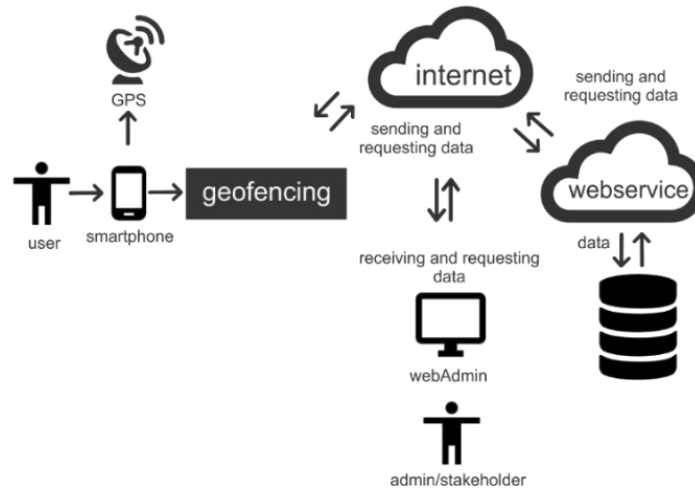 internet
sending and
requesting data
GPS
sending and
requesting data
geofencing
webservice
user
smartphone
data
receiving and requesting
data
webAdmin
admin/stakeholder